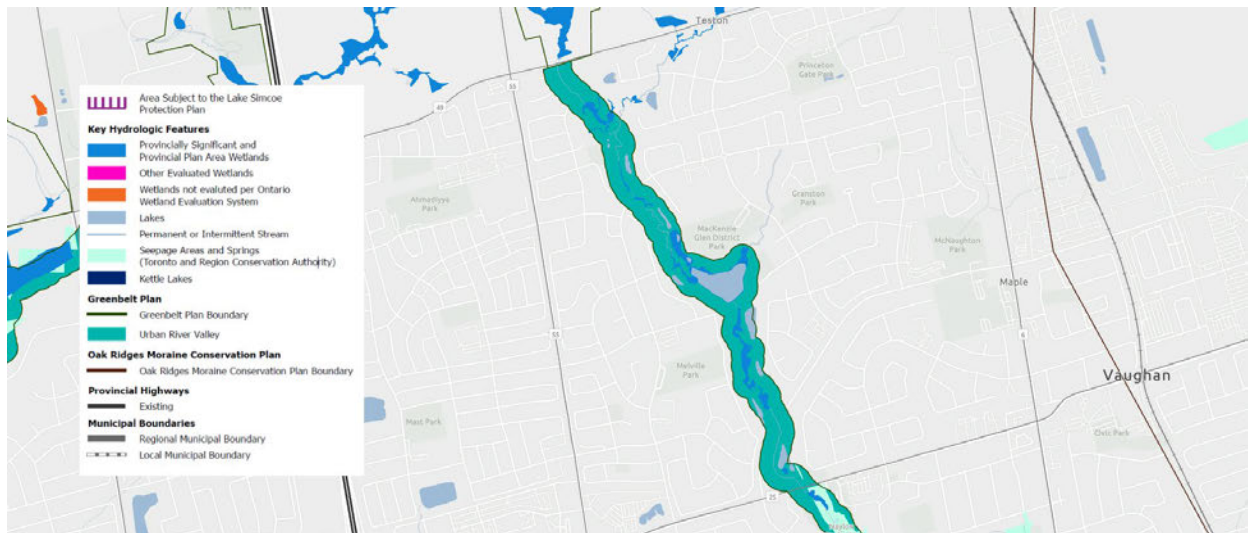 Teston
Princeton
Gate Park
55
49
Area Subject to the Lake Simcoe
Protection Plan
Key Hydrologic Features
Provincially Significant and
Provincial Plan Area Wetlands
Other Evaluated Wetlands
Wetlands not evaluted per Ontario
Wetland Evaluation System
Lakes
Permanent or Intermittent Stream
Seepage Areas and Springs
(Toronto and Region Conservation Authority)
Kettle Lakes
Greenbelt Plan
Greenbelt Plan Boundary
Urban River Valley
Oak Ridges Moraine Conservation Plan
Oak Ridges Moraine Conservation Plan Boundary
Provincial Highways
Existing
Municipal Boundaries
Regional Municipal Boundary
Local Municipal Boundary
Ahmadiyya
Park
Granston
Park
MacKenzie
Glen District
Park
McNaughton
Park
Maple
55
6
Melville
Park
Vaughan
Mast Park
Civic Park
25